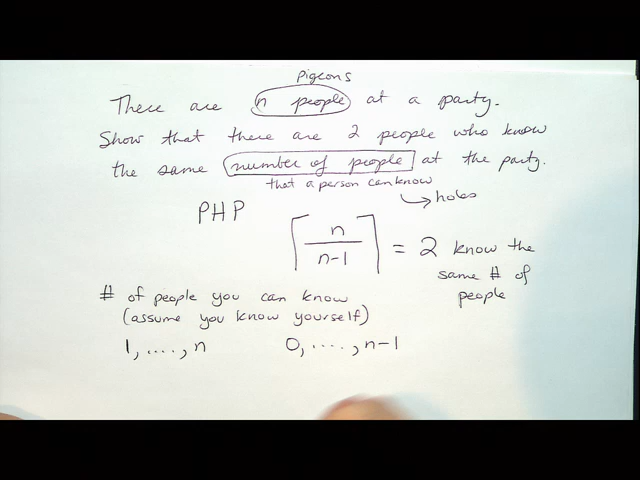 pigeons
There are n people at a party.
Show that there are 2 people who know
the same number of people at the party.
that a person can know
holes
PHP
⌈n/(n-1)⌉ = 2 know the
same # of
people
# of people you can know
(assume you know yourself)
1, ...., n 0, ...., n-1